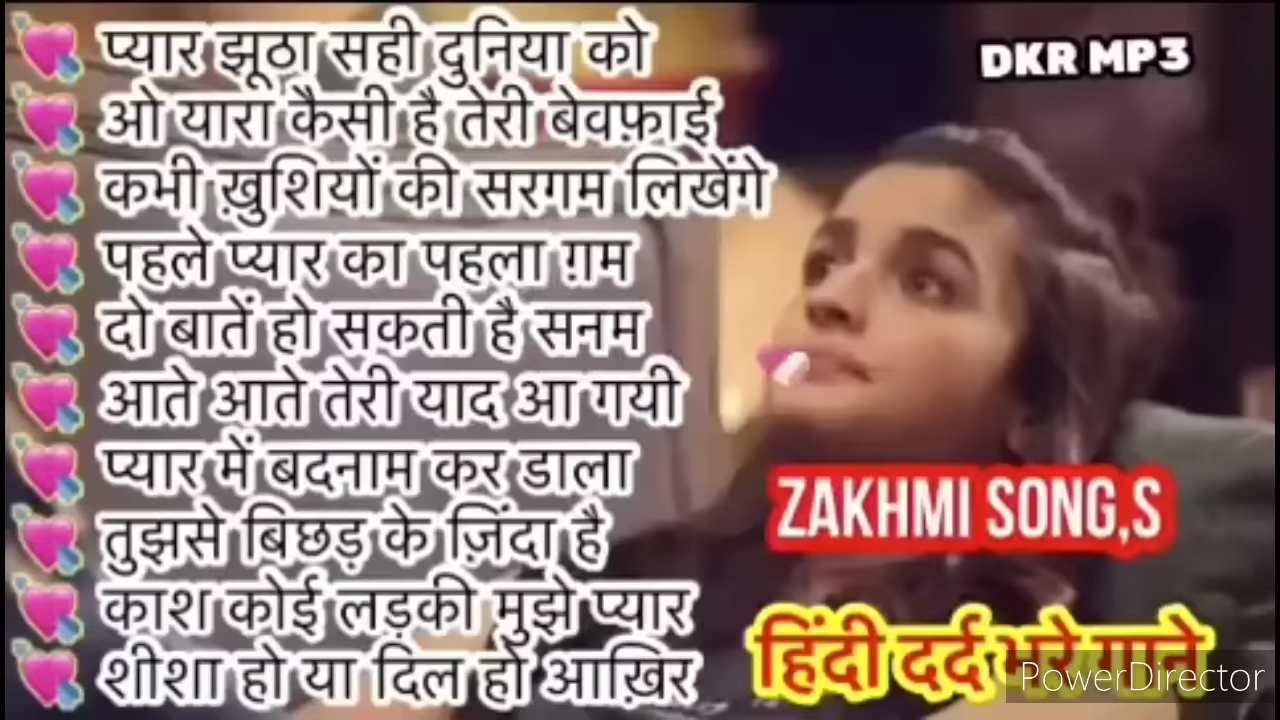 प्यार झूठा सही दुनिया को
ओ यारा कैसी है तेरी बेवफ़ाई
कभी ख़ुशियों की सरगम लिखेंगे
पहले प्यार का पहला ग़म
दो बातें हो सकती है सनम
आते आते तेरी याद आ गयी
प्यार में बदनाम कर डाला
तुझसे बिछड़ के ज़िंदा है
काश कोई लड़की मुझे प्यार
शीशा हो या दिल हो आख़िर
DKR MP3
ZAKHMI SONG,S
हिंदी दर्द भरे गाने
PowerDirector